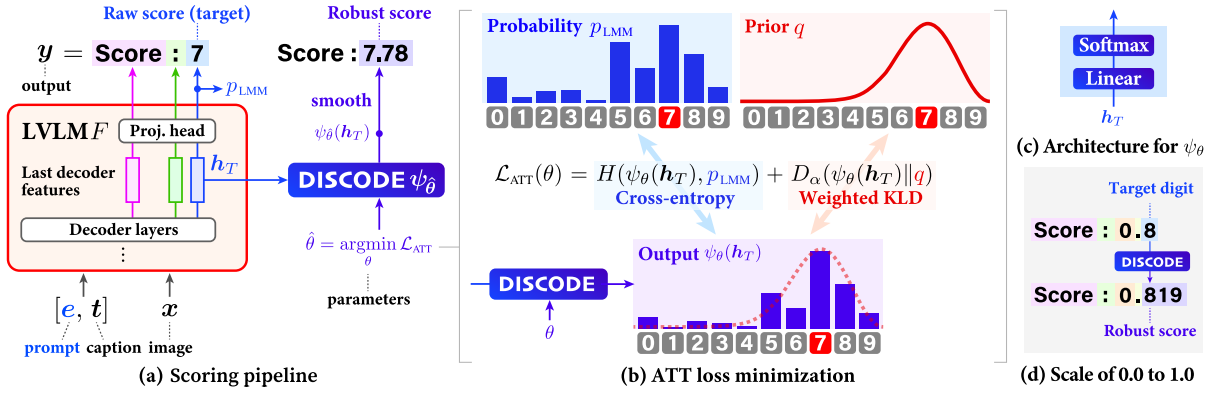 Raw score (target)
y = Score : 7
output
p_LMM
LVLM F
Proj. head
h_T
Last decoder
features
Decoder layers
⋮
[e, t] x
prompt caption image
(a) Scoring pipeline
Robust score
Score : 7.78
smooth
ψ_θ̂(h_T)
DISCODE ψ_θ̂
θ̂ = argmin_θ L_ATT
parameters
Probability p_LMM
0 1 2 3 4 5 6 7 8 9
Prior q
0 1 2 3 4 5 6 7 8 9
L_ATT(θ) = H(ψ_θ(h_T), p_LMM) + D_α(ψ_θ(h_T)‖q)
Cross-entropy Weighted KLD
DISCODE
θ
Output ψ_θ(h_T)
0 1 2 3 4 5 6 7 8 9
(b) ATT loss minimization
Softmax
Linear
h_T
(c) Architecture for ψ_θ
Target digit
Score : 0.8
DISCODE
Score : 0.819
Robust score
(d) Scale of 0.0 to 1.0